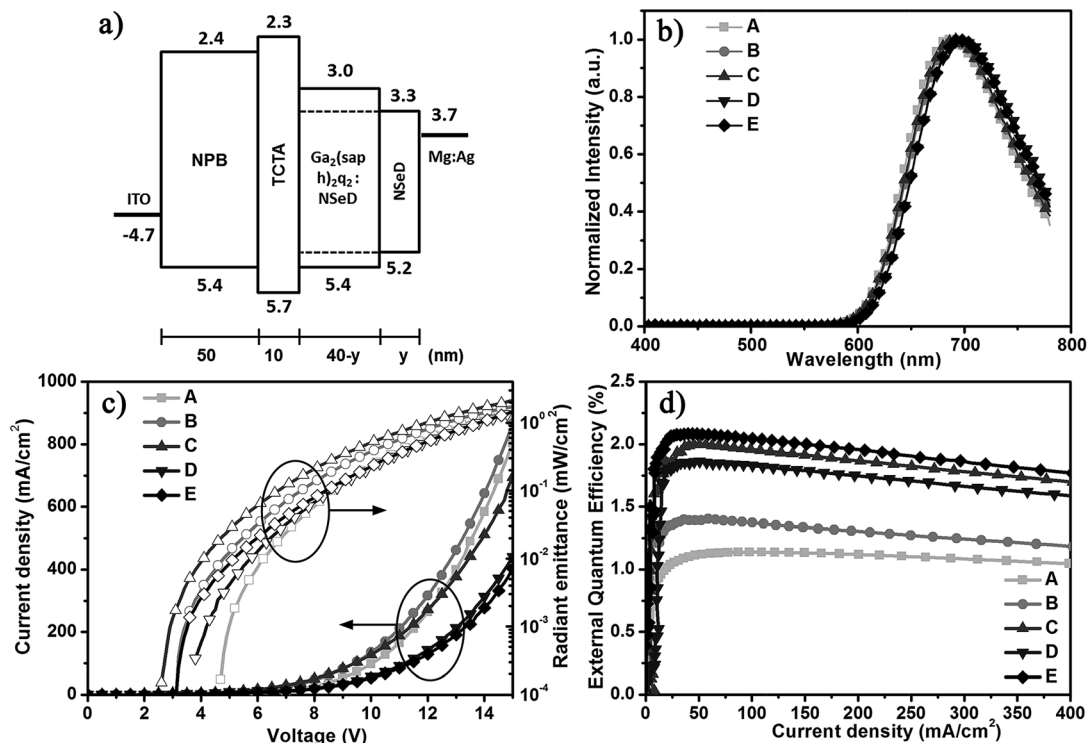 a)
2.3
2.4
3.0
3.3
3.7
NPB
TCTA
Ga2(sap
h)2q2 :
NSeD
NSeD
Mg:Ag
ITO
-4.7
5.4
5.7
5.4
5.2
50
10
40-y
y
(nm)
b)
A
B
C
D
E
Normalized Intensity (a.u.)
1.0
0.8
0.6
0.4
0.2
0.0
400
500
600
700
800
Wavelength (nm)
c)
A
B
C
D
E
Current density (mA/cm²)
1000
800
600
400
200
0
0
2
4
6
8
10
12
14
Voltage (V)
10⁰
10⁻¹
10⁻²
10⁻³
10⁻⁴
Radiant emittance (mW/cm²)
d)
External Quantum Efficiency (%)
2.5
2.0
1.5
1.0
0.5
0.0
A
B
C
D
E
0
50
100
150
200
250
300
350
400
Current density (mA/cm²)